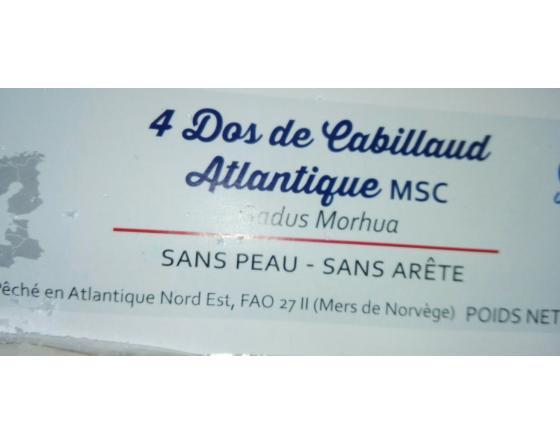 4 Dos de Cabillaud
Atlantique MSC
Gadus Morhua
SANS PEAU - SANS ARÊTE
Pêché en Atlantique Nord Est, FAO 27 II (Mers de Norvège) POIDS NET